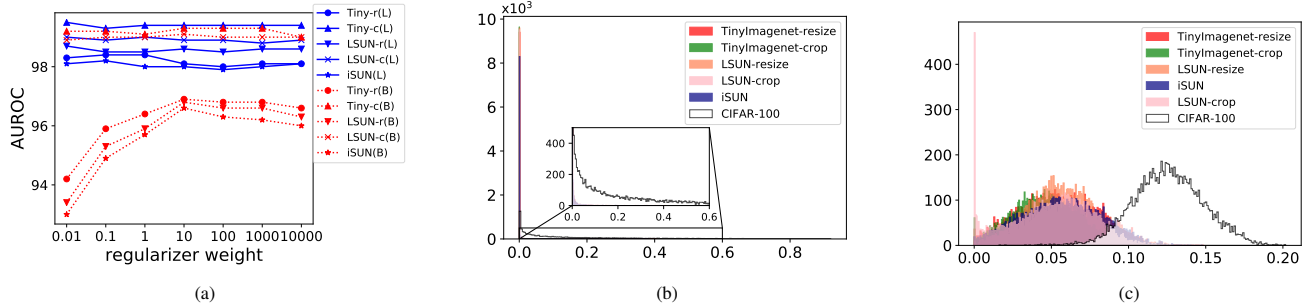 AUROC
98
96
94
0.01 0.1 1 10 100 1000 10000
regularizer weight
Tiny-r(L)
Tiny-c(L)
LSUN-r(L)
LSUN-c(L)
iSUN(L)
Tiny-r(B)
Tiny-c(B)
LSUN-r(B)
LSUN-c(B)
iSUN(B)
(a)
×10³
10
8
6
4
2
0
0.0 0.2 0.4 0.6 0.8
TinyImagenet-resize
TinyImagenet-crop
LSUN-resize
LSUN-crop
iSUN
CIFAR-100
400
200
0
0.0 0.2 0.4 0.6
(b)
400
300
200
100
0
0.00 0.05 0.10 0.15 0.20
TinyImagenet-resize
TinyImagenet-crop
LSUN-resize
iSUN
LSUN-crop
CIFAR-100
(c)